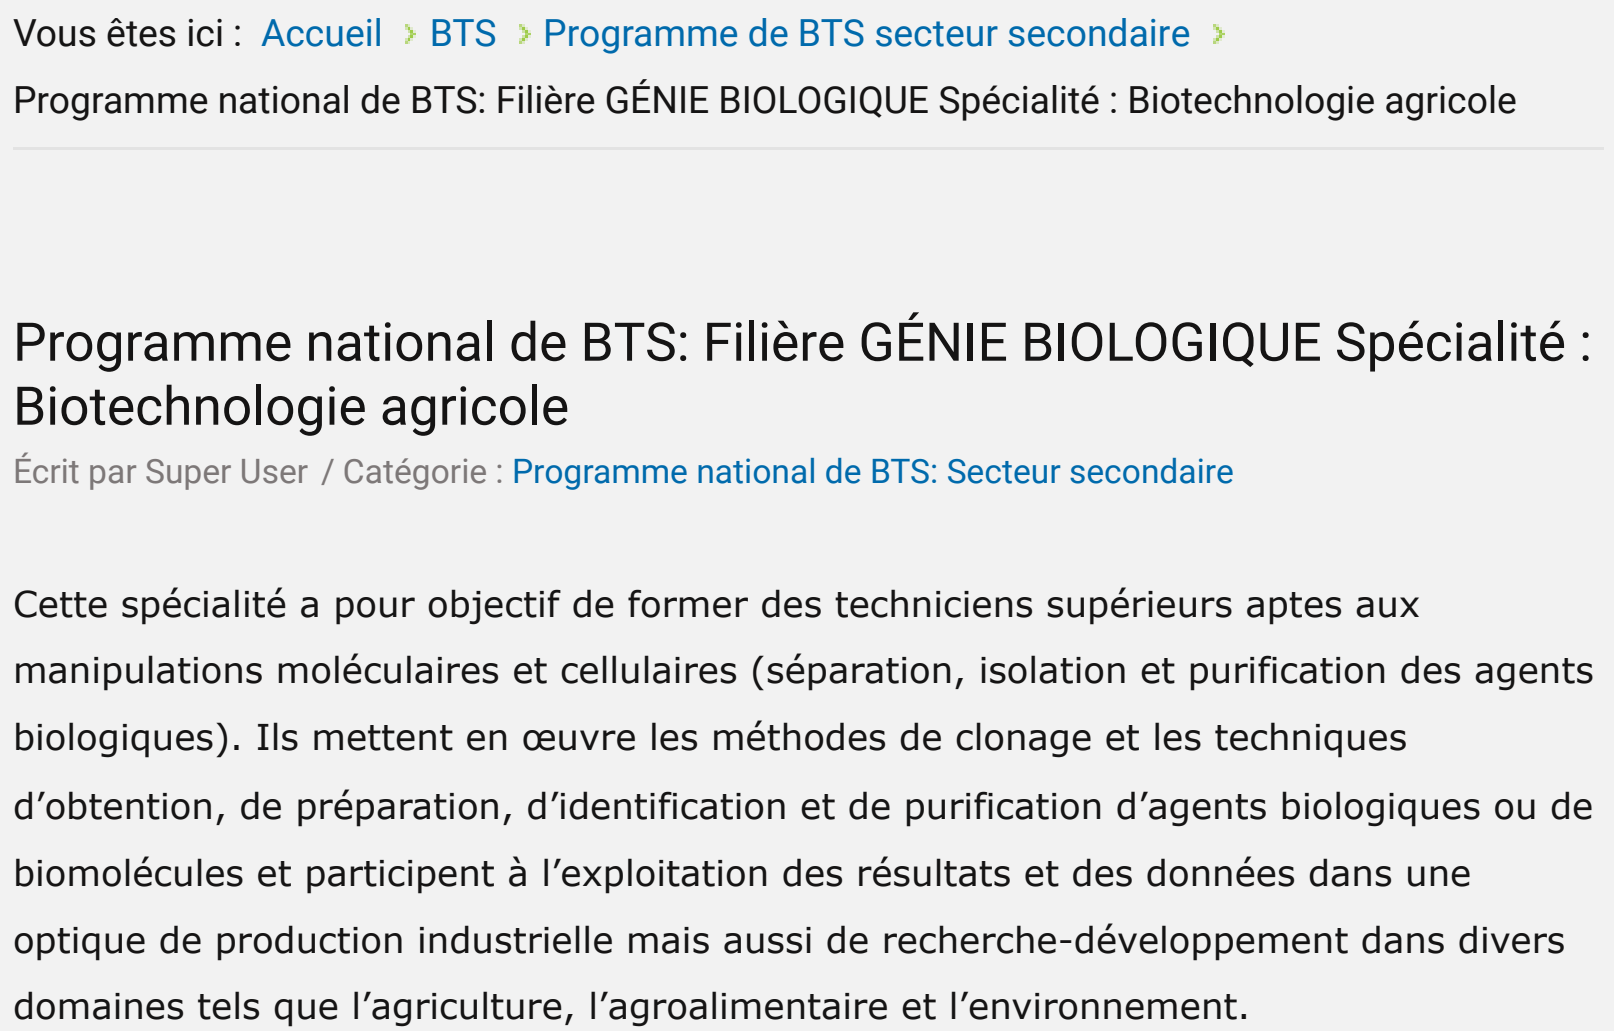 Vous êtes ici : Accueil BTS Programme de BTS secteur secondaire
Programme national de BTS: Filière GÉNIE BIOLOGIQUE Spécialité : Biotechnologie agricole
Programme national de BTS: Filière GÉNIE BIOLOGIQUE Spécialité :
Biotechnologie agricole
Écrit par Super User / Catégorie : Programme national de BTS: Secteur secondaire
Cette spécialité a pour objectif de former des techniciens supérieurs aptes aux
manipulations moléculaires et cellulaires (séparation, isolation et purification des agents
biologiques). Ils mettent en œuvre les méthodes de clonage et les techniques
d’obtention, de préparation, d’identification et de purification d’agents biologiques ou de
biomolécules et participent à l’exploitation des résultats et des données dans une
optique de production industrielle mais aussi de recherche-développement dans divers
domaines tels que l’agriculture, l’agroalimentaire et l’environnement.